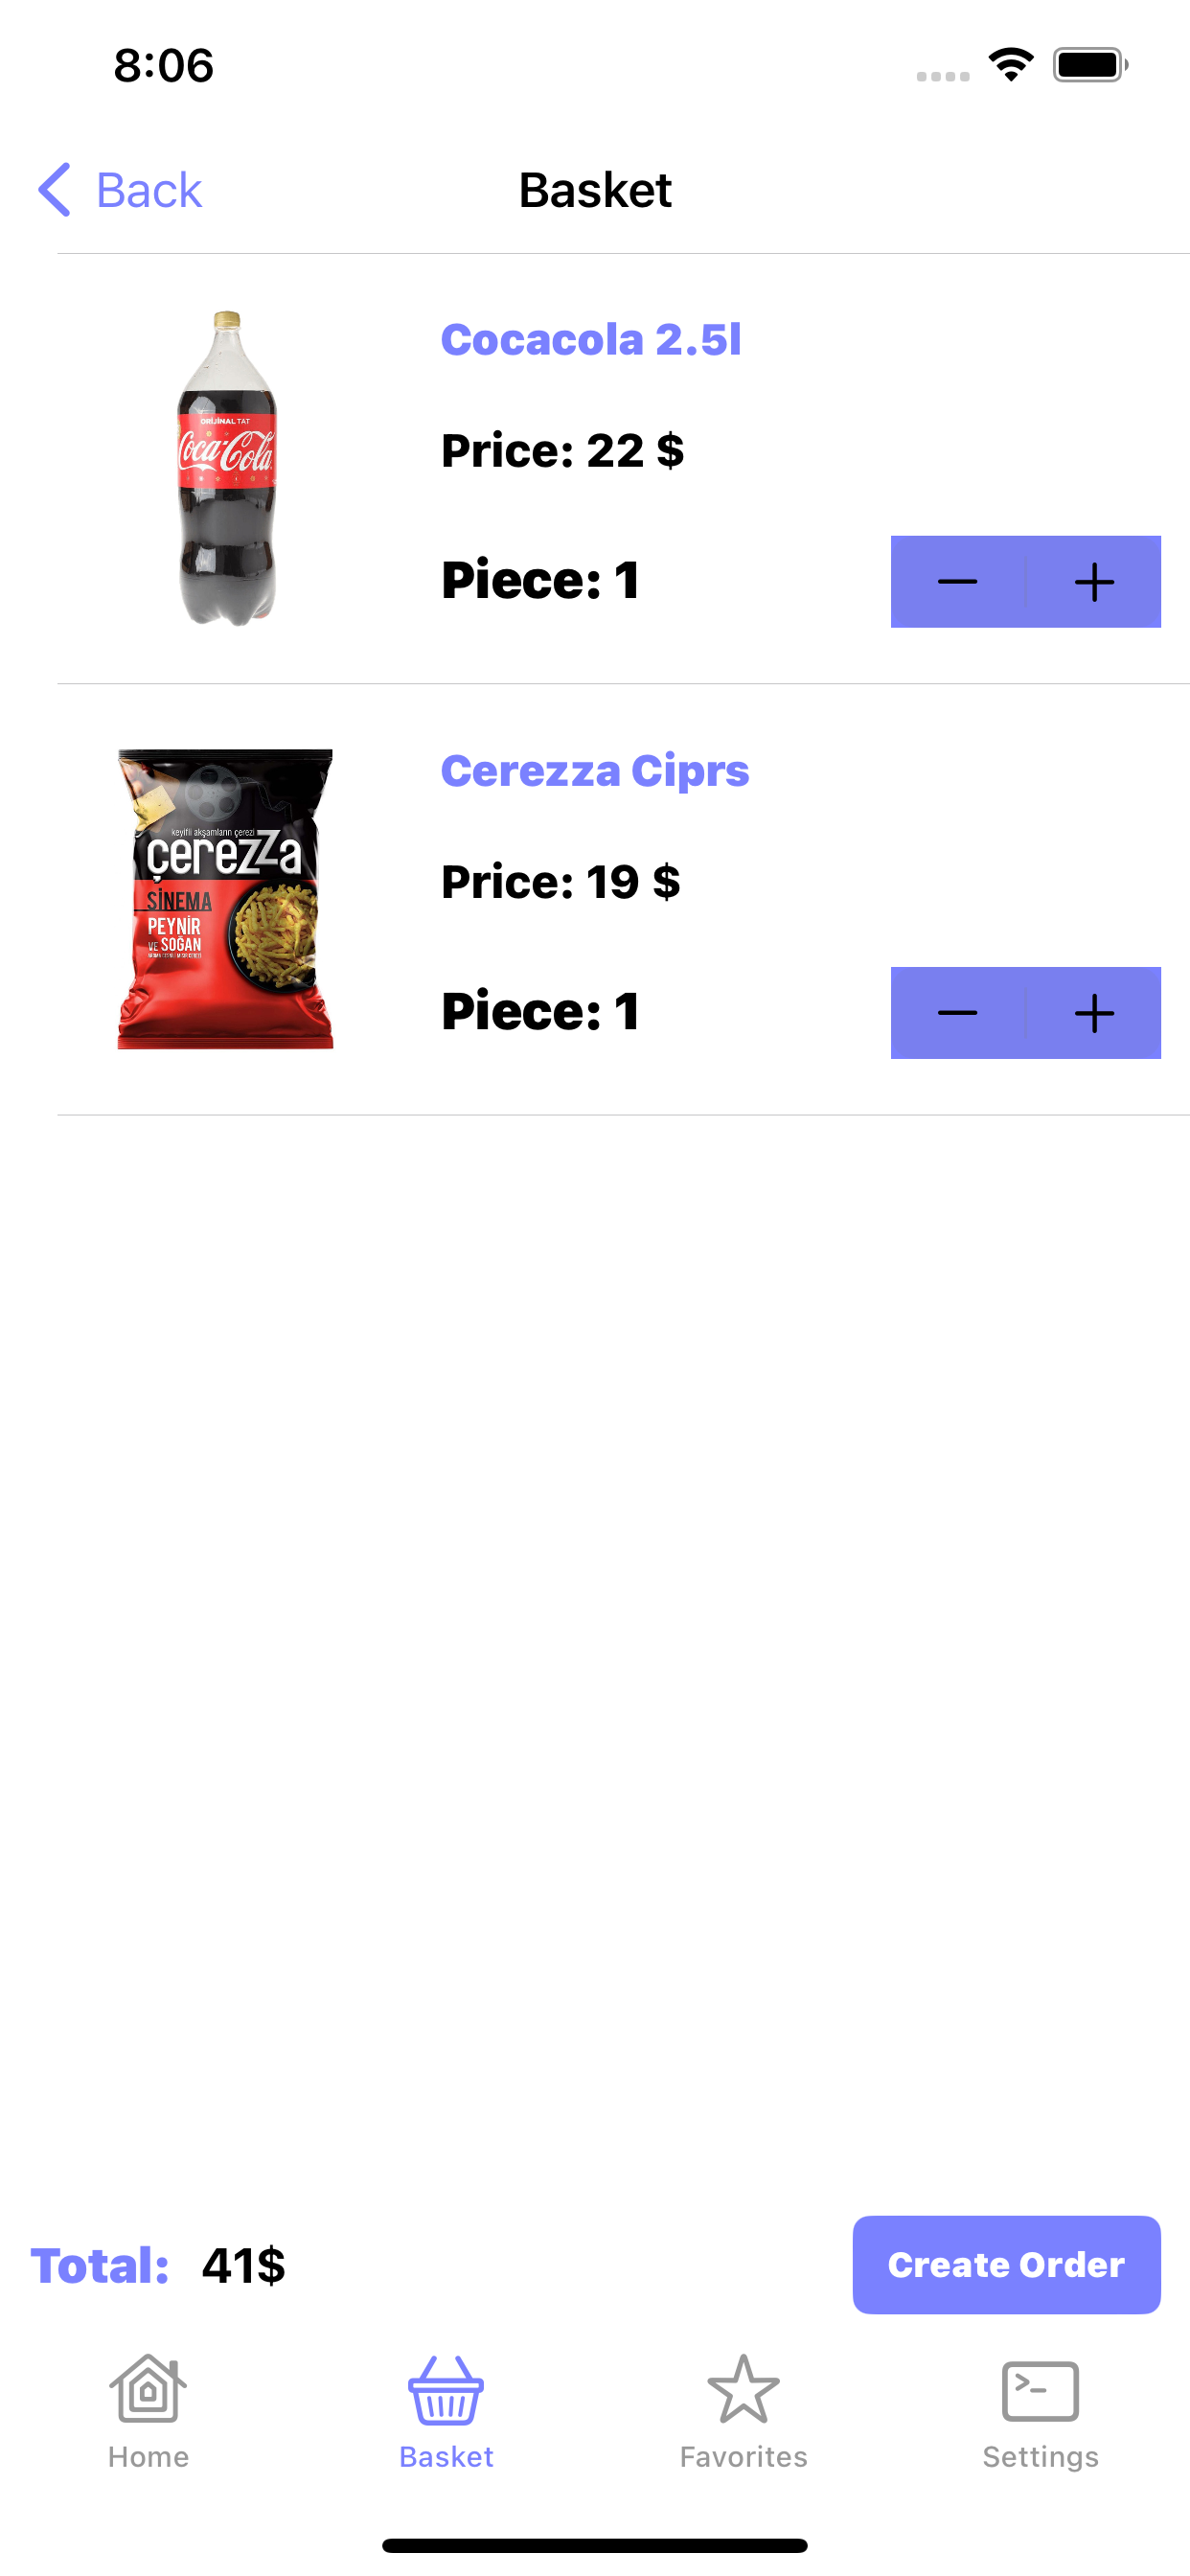 8:06
Back
Basket
Cocacola 2.5l
ORİJİNAL TAT
Coca-Cola
Price: 22 $
Piece: 1
Cerezza Ciprs
keyifli akşamların çerezi
çerezza
SİNEMA
PEYNİR
VE SOĞAN
Price: 19 $
Piece: 1
Total: 41$
Create Order
Home
Basket
Favorites
Settings